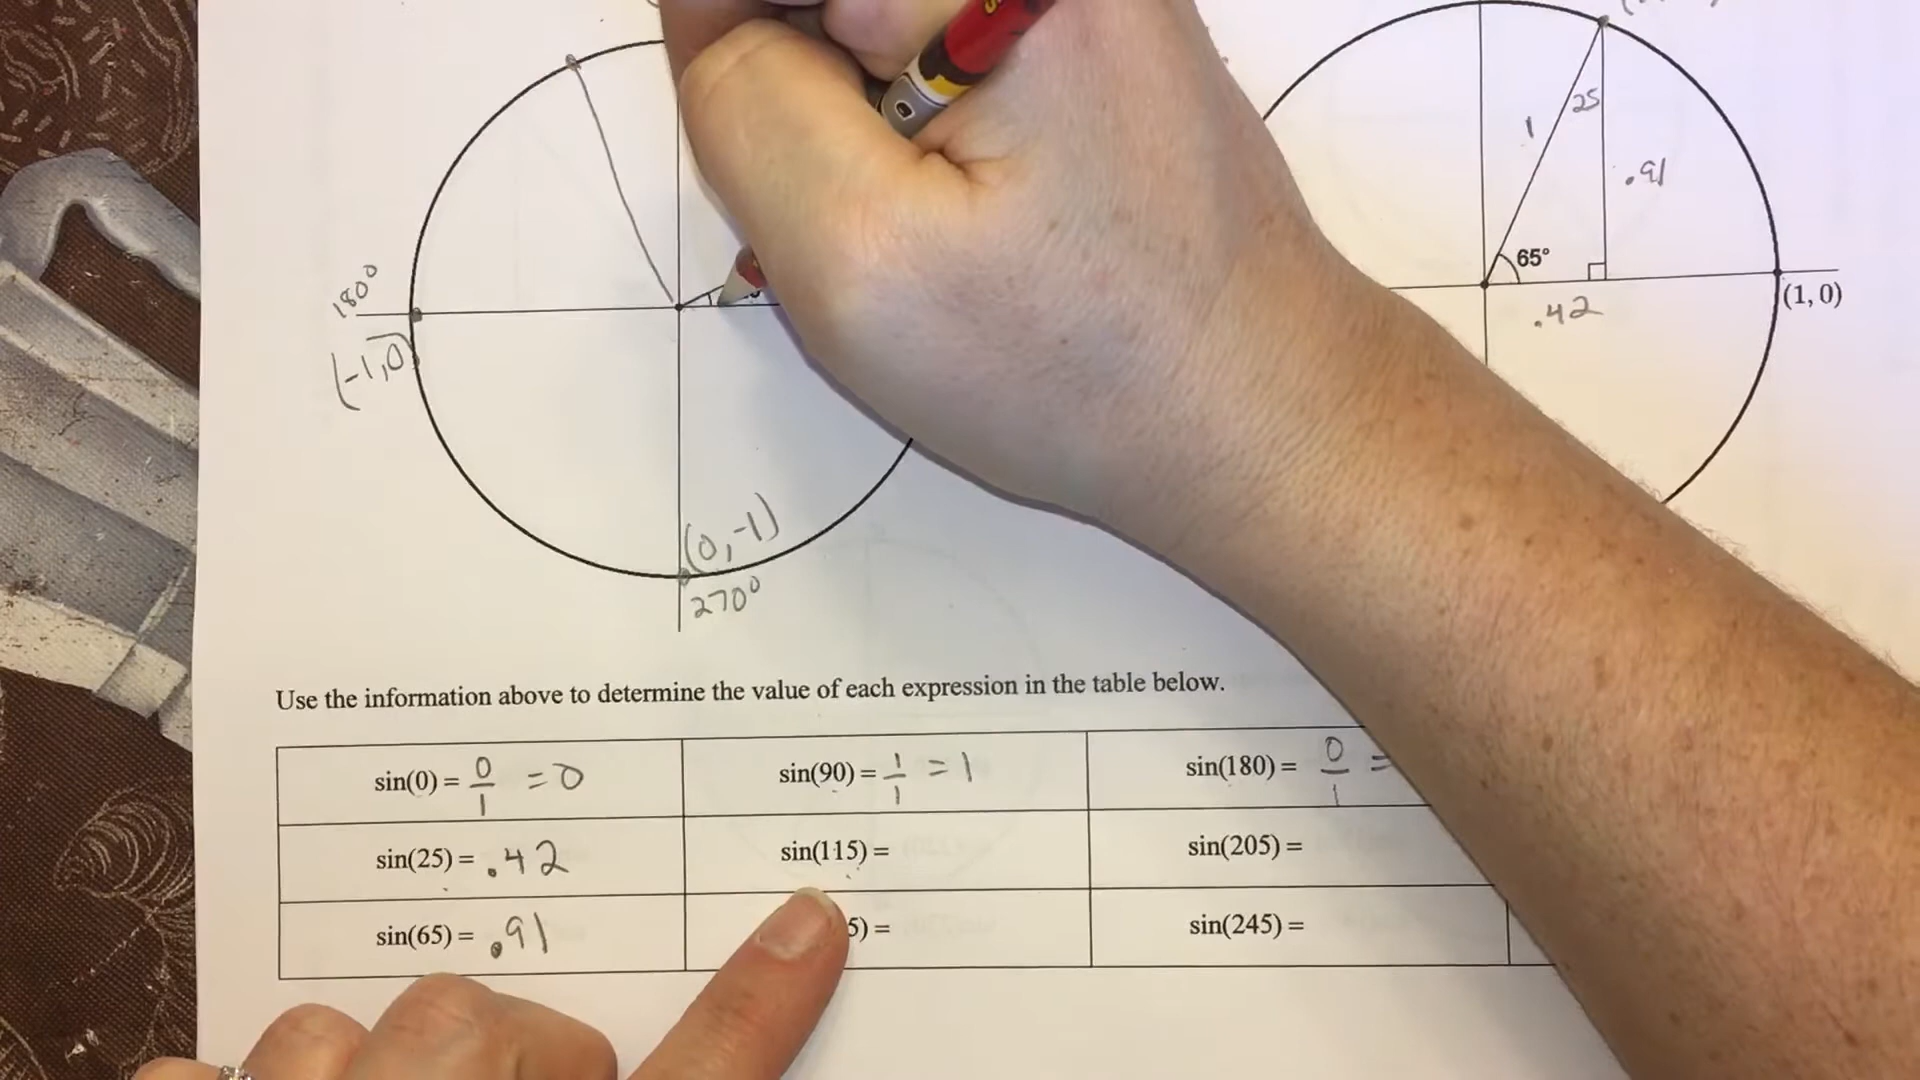 25
1
.91
65°
180°
(1, 0)
.42
(-1,0)
(0,-1)
270°
Use the information above to determine the value of each expression in the table below.
sin(0) = 0/1 = 0
sin(90) = 1/1 = 1
sin(180) = 0/1 =
sin(25) = .42
sin(115) =
sin(205) =
sin(65) = .91
5) =
sin(245) =